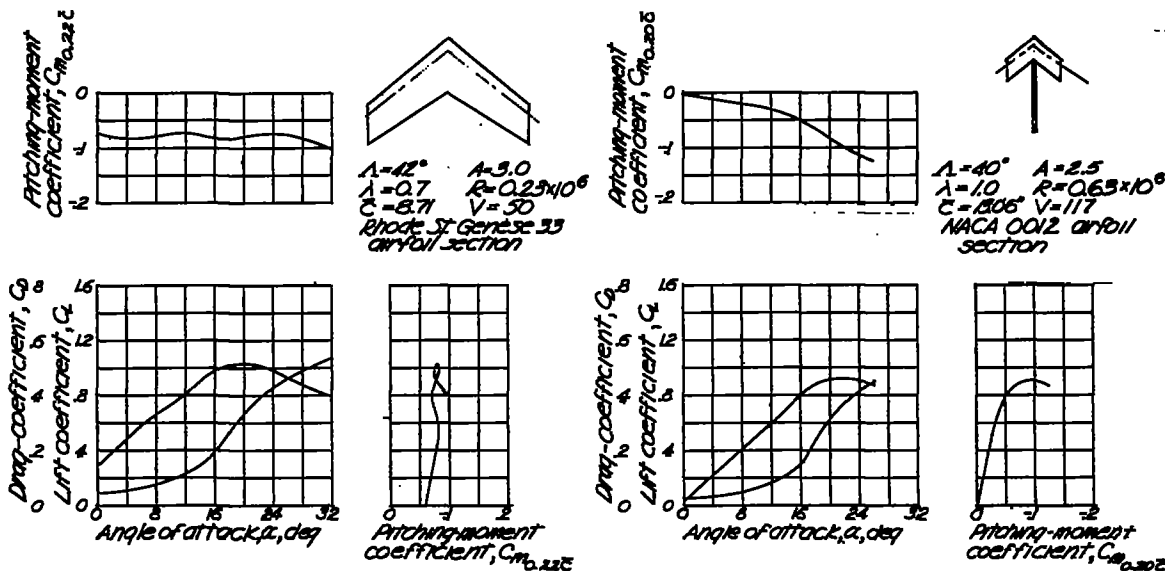 Pitching-moment
coefficient, Cm0.22c̄
0
-.1
-.2
Λ=42° A=3.0
λ=0.7 R=0.23×10⁶
c̄=8.71 V=50
Rhode St. Genèse 33
airfoil section
Drag-coefficient, CD
Lift coefficient, CL
.8 1.6
.6 1.2
.4 .8
.2 .4
0 0
0 8 16 24 32
Angle of attack, α, deg
0 -.1 -.2
Pitching-moment
coefficient, Cm0.22c̄
Pitching-moment
coefficient, Cm0.20c̄
0
-.1
-.2
Λ=40° A=2.5
λ=1.0 R=0.63×10⁶
V=117
NACA 0012 airfoil
section
Drag-coefficient, CD
Lift coefficient, CL
.8 1.6
.6 1.2
.4 .8
.2 .4
0 0
0 8 16 24 32
Angle of attack, α, deg
0 -.1 -.2
Pitching-moment
coefficient, Cm0.20c̄